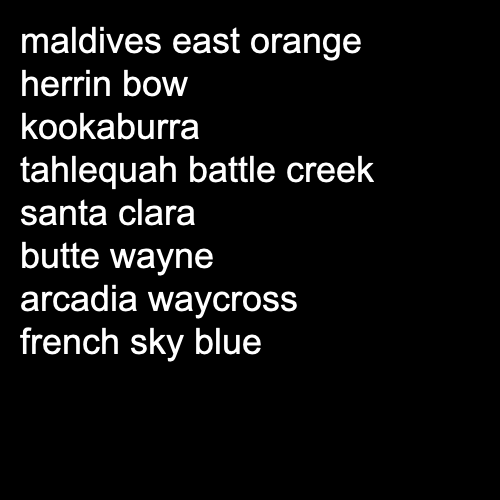 maldives east orange
herrin bow
kookaburra
tahlequah battle creek
santa clara
butte wayne
arcadia waycross
french sky blue